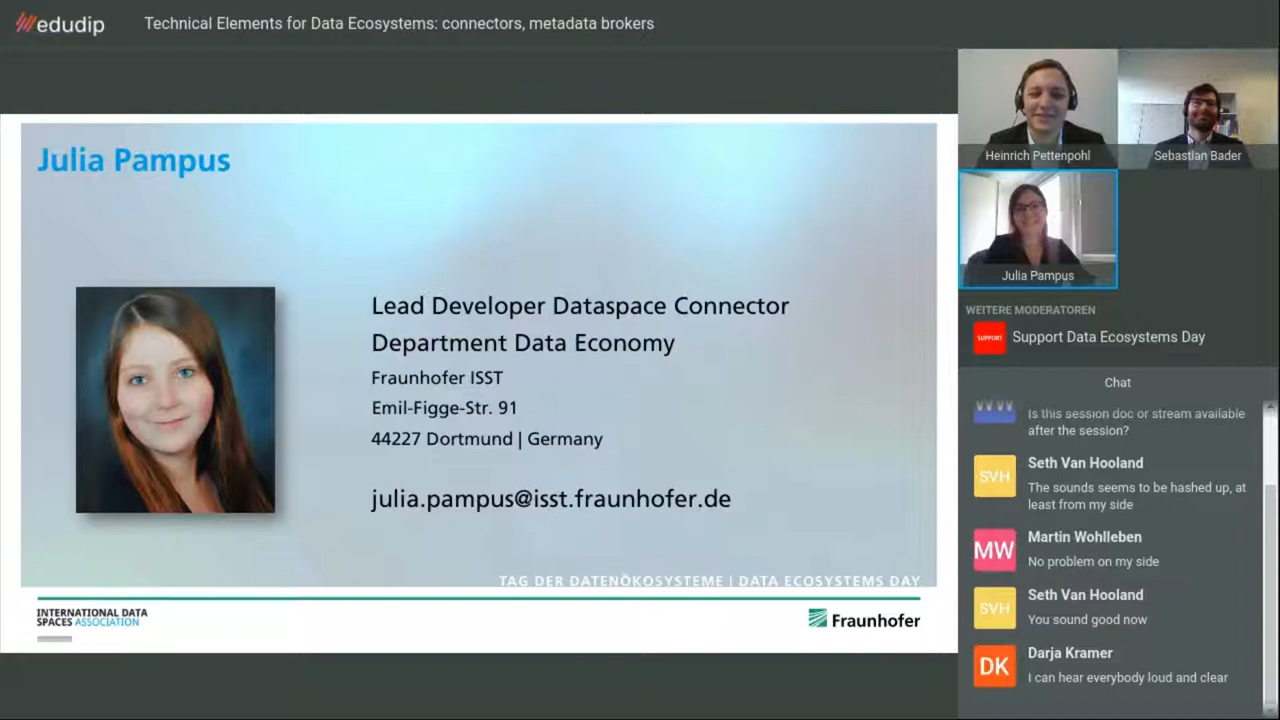 edudip
Technical Elements for Data Ecosystems: connectors, metadata brokers
Julia Pampus
Lead Developer Dataspace Connector
Department Data Economy
Fraunhofer ISST
Emil-Figge-Str. 91
44227 Dortmund | Germany
julia.pampus@isst.fraunhofer.de
TAG DER DATENÖKOSYSTEME | DATA ECOSYSTEMS DAY
INTERNATIONAL DATA
SPACES ASSOCIATION
Fraunhofer
Heinrich Pettenpohl
Sebastian Bader
Julia Pampus
WEITERE MODERATOREN
SUPPORT
Support Data Ecosystems Day
Chat
Is this session doc or stream available
after the session?
SVH
Seth Van Hooland
The sounds seems to be hashed up, at
least from my side
MW
Martin Wohlleben
No problem on my side
SVH
Seth Van Hooland
You sound good now
DK
Darja Kramer
I can hear everybody loud and clear